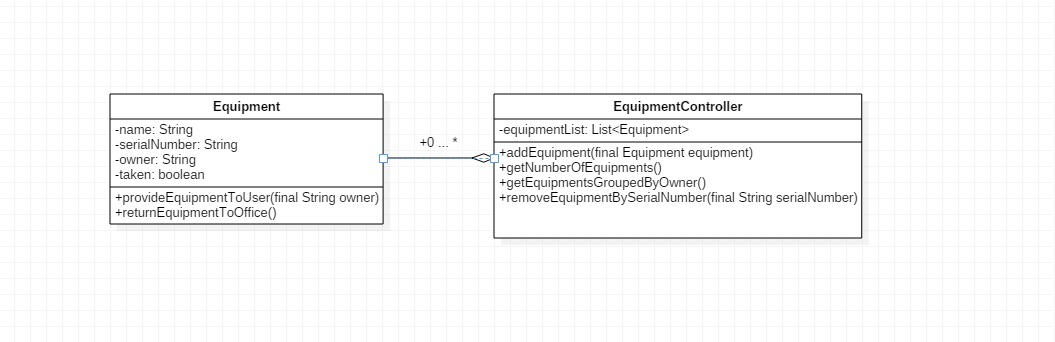 Equipment
-name: String
-serialNumber: String
-owner: String
-taken: boolean
+provideEquipmentToUser(final String owner)
+returnEquipmentToOffice()
+0 ... *
EquipmentController
-equipmentList: List<Equipment>
+addEquipment(final Equipment equipment)
+getNumberOfEquipments()
+getEquipmentsGroupedByOwner()
+removeEquipmentBySerialNumber(final String serialNumber)